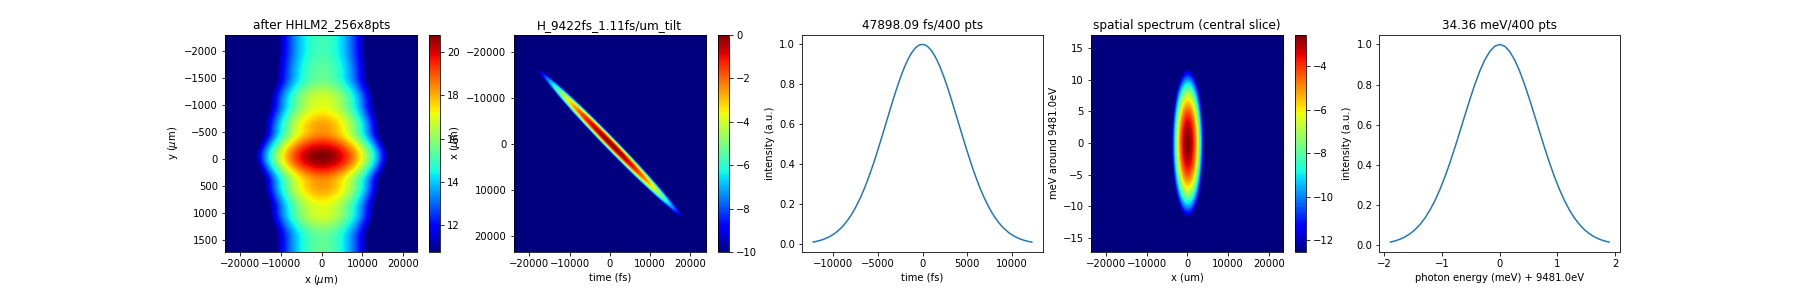 after HHLM2_256x8pts
−2000
−1500
−1000
−500
0
500
1000
1500
y (μm)
−20000 −10000 0 10000 20000
x (μm)
20
18
16
14
12
H_9422fs_1.11fs/um_tilt
−20000
−10000
0
10000
20000
x (μm)
−20000 −10000 0 10000 20000
time (fs)
0
−2
−4
−6
−8
−10
47898.09 fs/400 pts
1.0
0.8
0.6
0.4
0.2
0.0
intensity (a.u.)
−10000 −5000 0 5000 10000
time (fs)
spatial spectrum (central slice)
15
10
5
0
−5
−10
−15
meV around 9481.0eV
−20000 −10000 0 10000 20000
x (um)
−4
−6
−8
−10
−12
34.36 meV/400 pts
1.0
0.8
0.6
0.4
0.2
0.0
intensity (a.u.)
−2 −1 0 1 2
photon energy (meV) + 9481.0eV